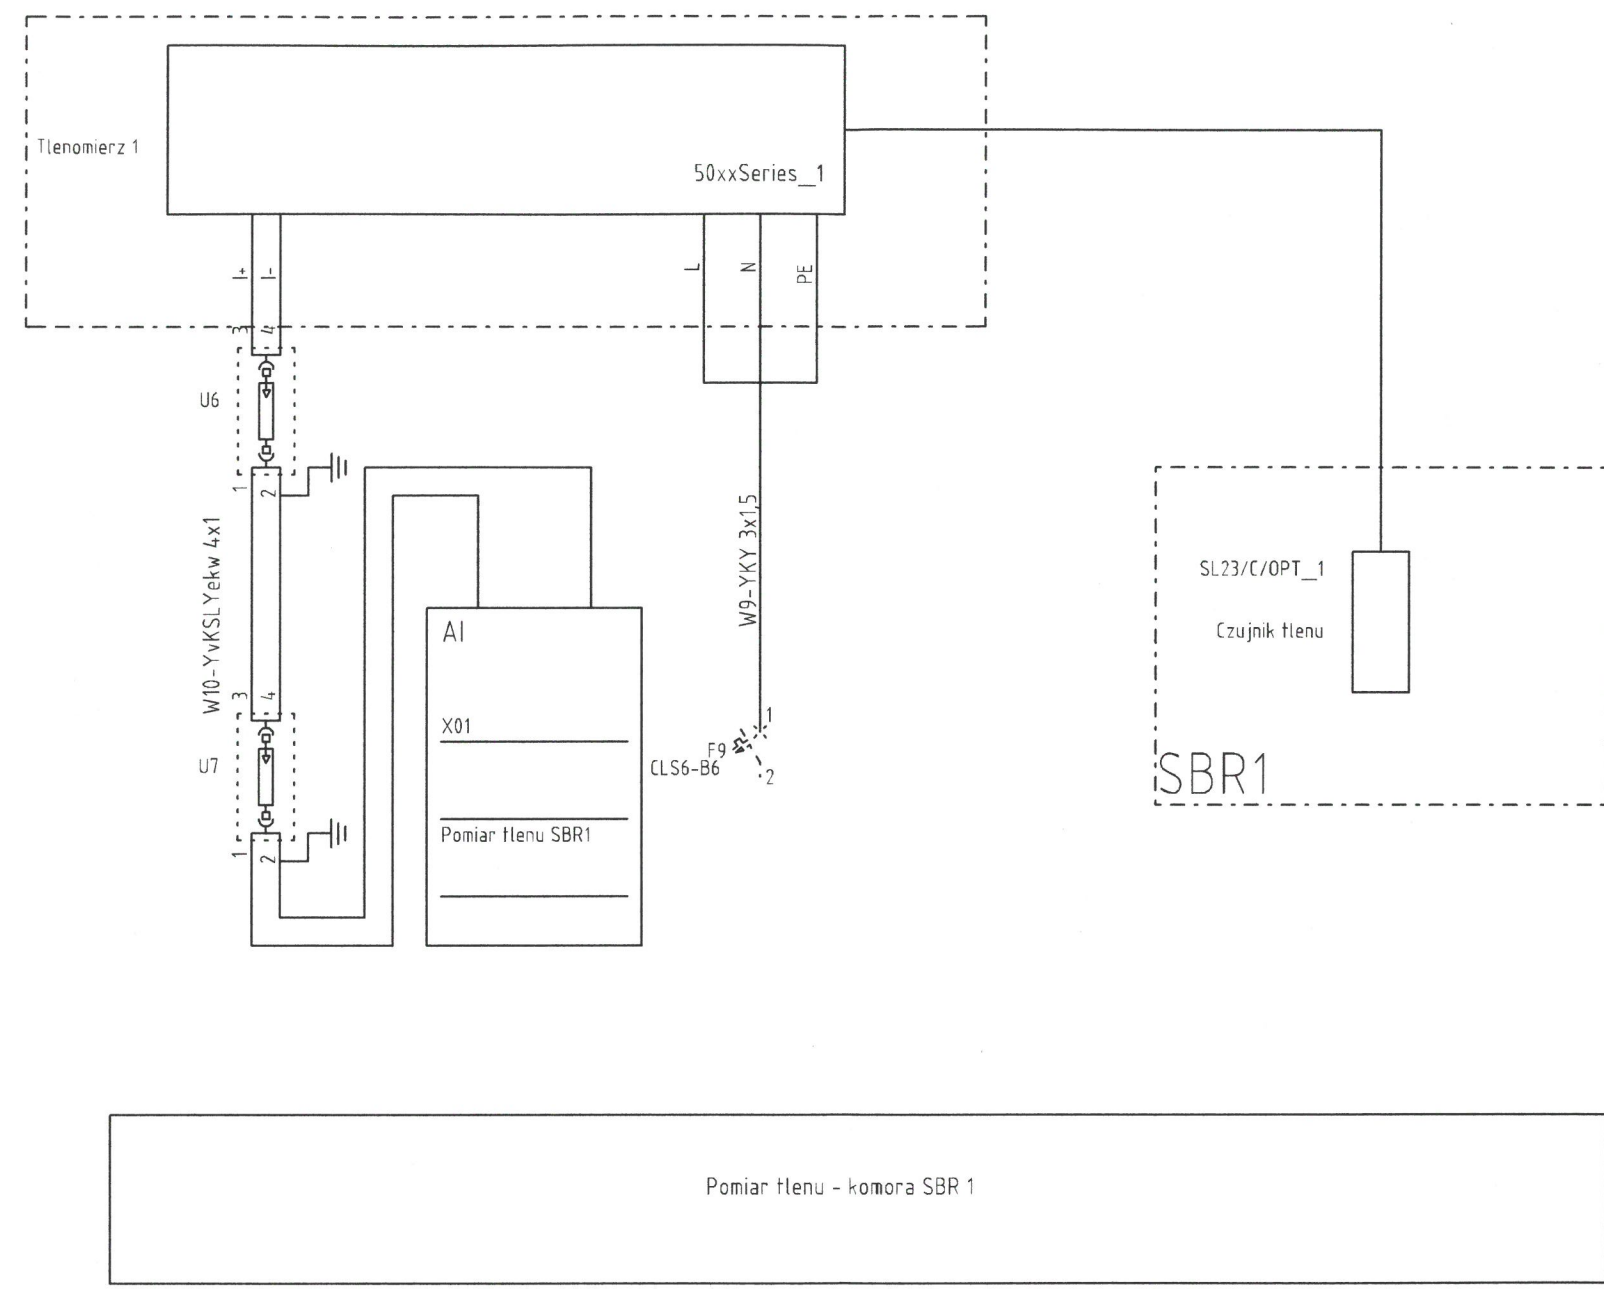 Tlenomierz 1
50xxSeries_1
I+
I-
L
N
PE
3
4
U6
1
2
W10-YvKSLYekw 4x1
W9-YKY 3x1,5
SL23/C/OPT_1
Czujnik tlenu
SBR1
AI
X01
Pomiar tlenu SBR1
3
4
U7
1
2
1
F9
CLS6-B6
2
Pomiar tlenu - komora SBR 1